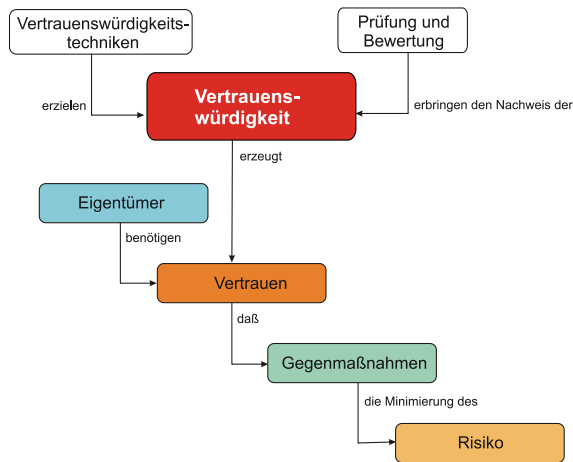 Vertrauenswürdigkeits-
techniken
Prüfung und
Bewertung
erzielen
Vertrauens-
würdigkeit
erbringen den Nachweis der
erzeugt
Eigentümer
benötigen
Vertrauen
daß
Gegenmaßnahmen
die Minimierung des
Risiko